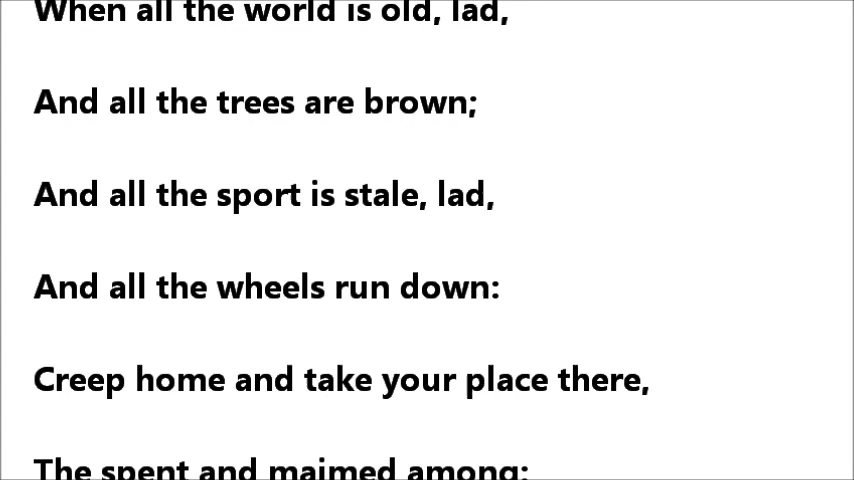 When all the world is old, lad,
And all the trees are brown;
And all the sport is stale, lad,
And all the wheels run down:
Creep home and take your place there,
The spent and maimed among: